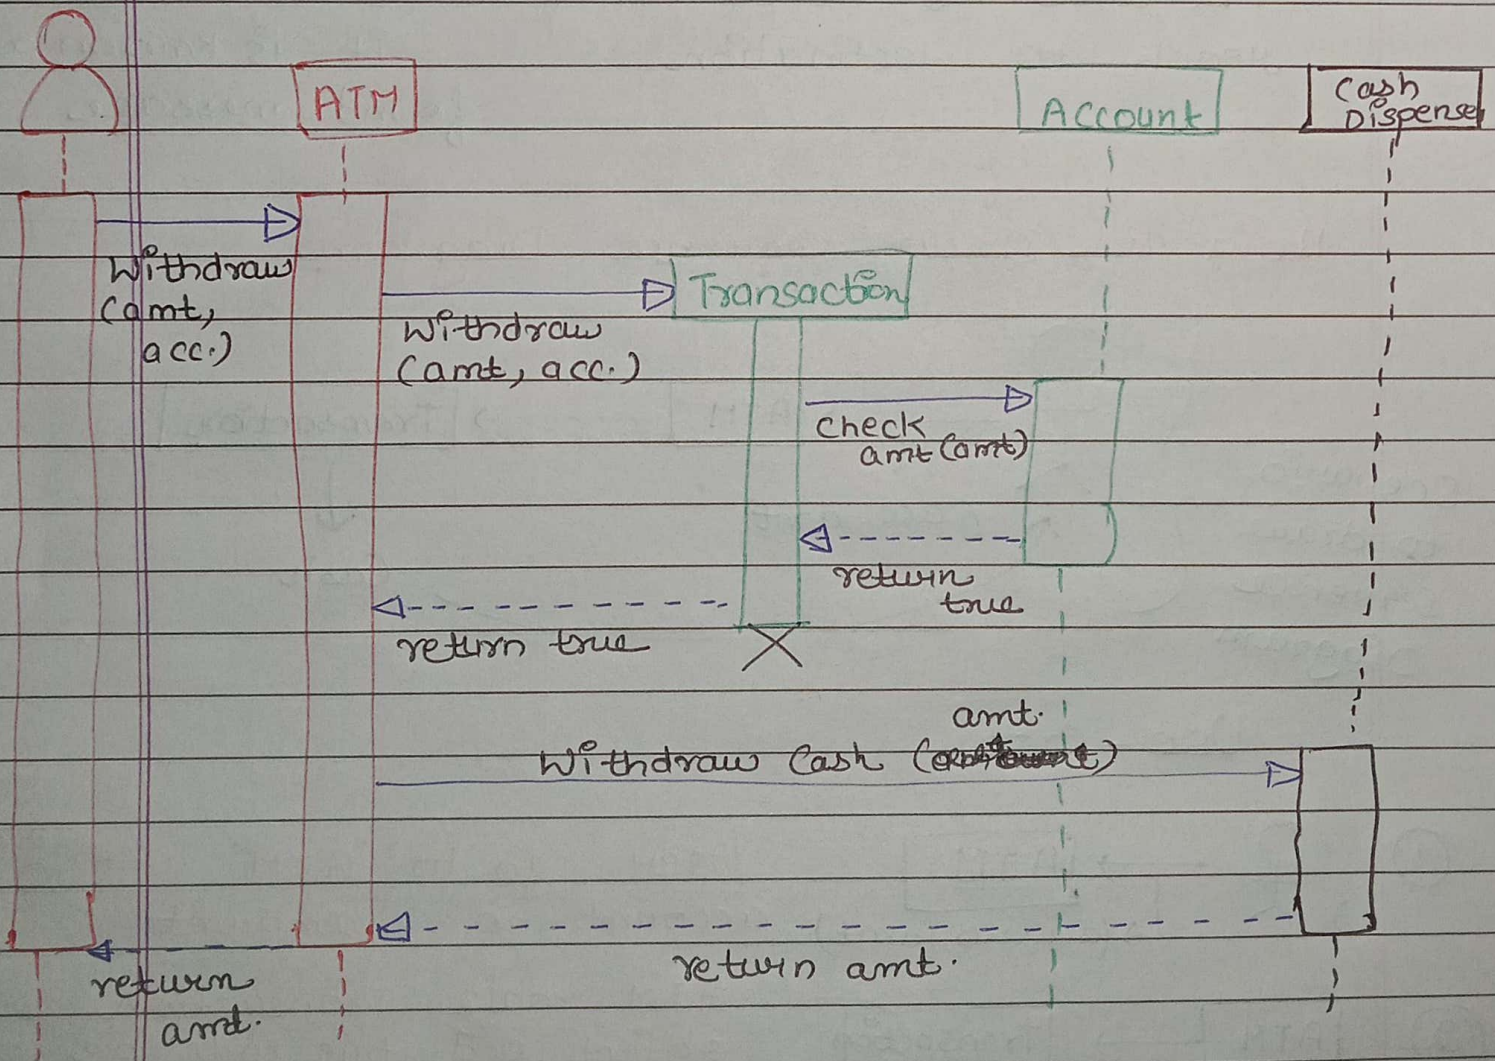 ATM
Account
Cash
Dispense
Withdraw
(amt,
acc.)
Transaction
Withdraw
(amt, acc.)
check
amt (amt)
return
true
return true
amt.
Withdraw Cash (
)
return amt.
return
amt.